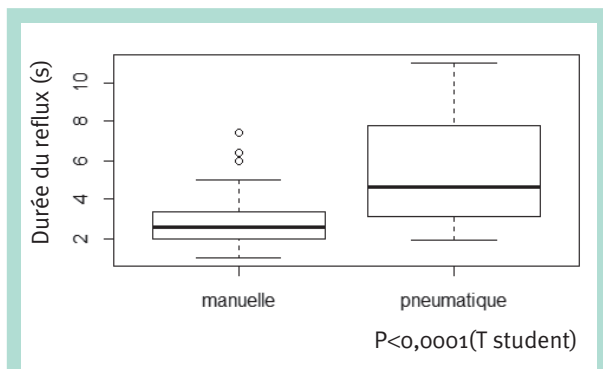 Durée du reflux (s)
10
8
6
4
2
manuelle pneumatique
P<0,0001(T student)